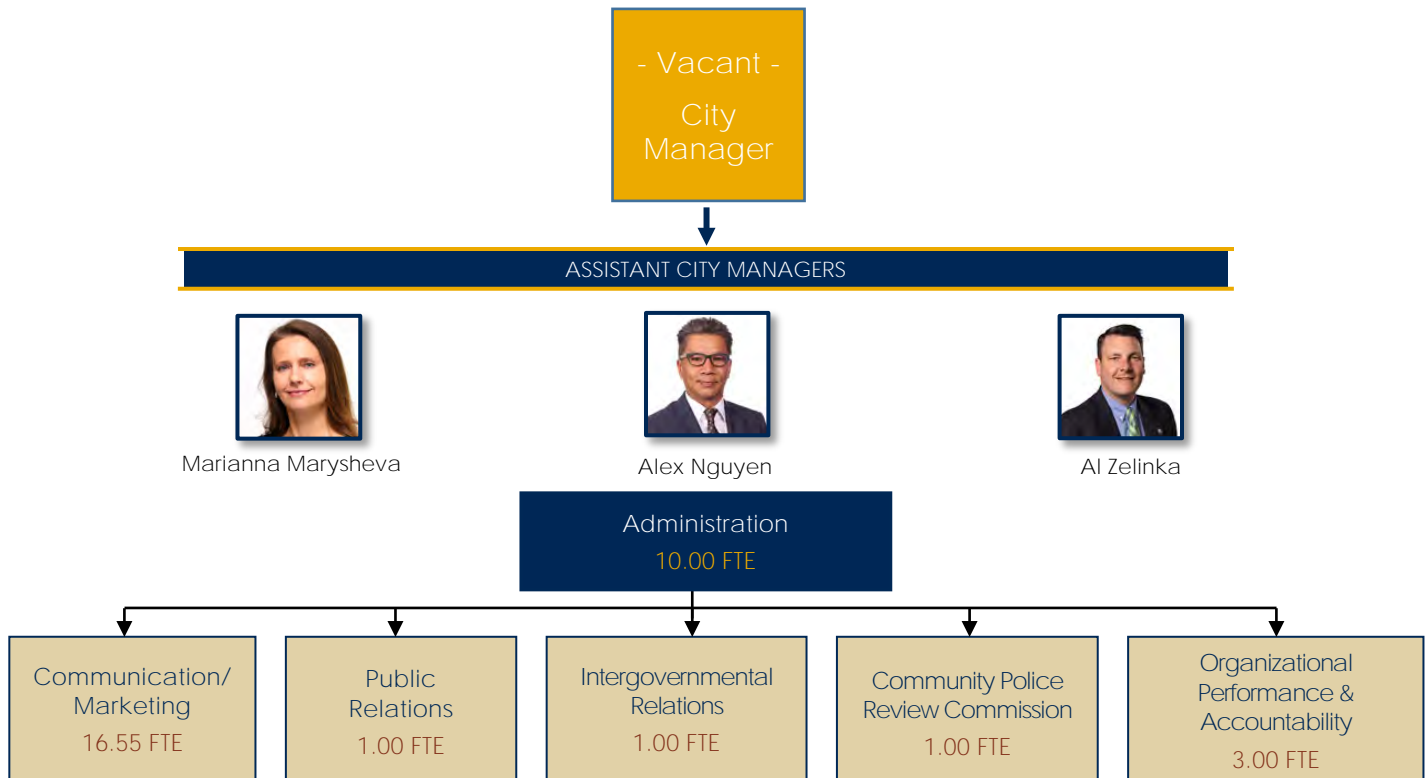 - Vacant -
City
Manager
ASSISTANT CITY MANAGERS
Marianna Marysheva
Alex Nguyen
Al Zelinka
Administration
10.00 FTE
Communication/
Marketing
16.55 FTE
Public
Relations
1.00 FTE
Intergovernmental
Relations
1.00 FTE
Community Police
Review Commission
1.00 FTE
Organizational
Performance &
Accountability
3.00 FTE